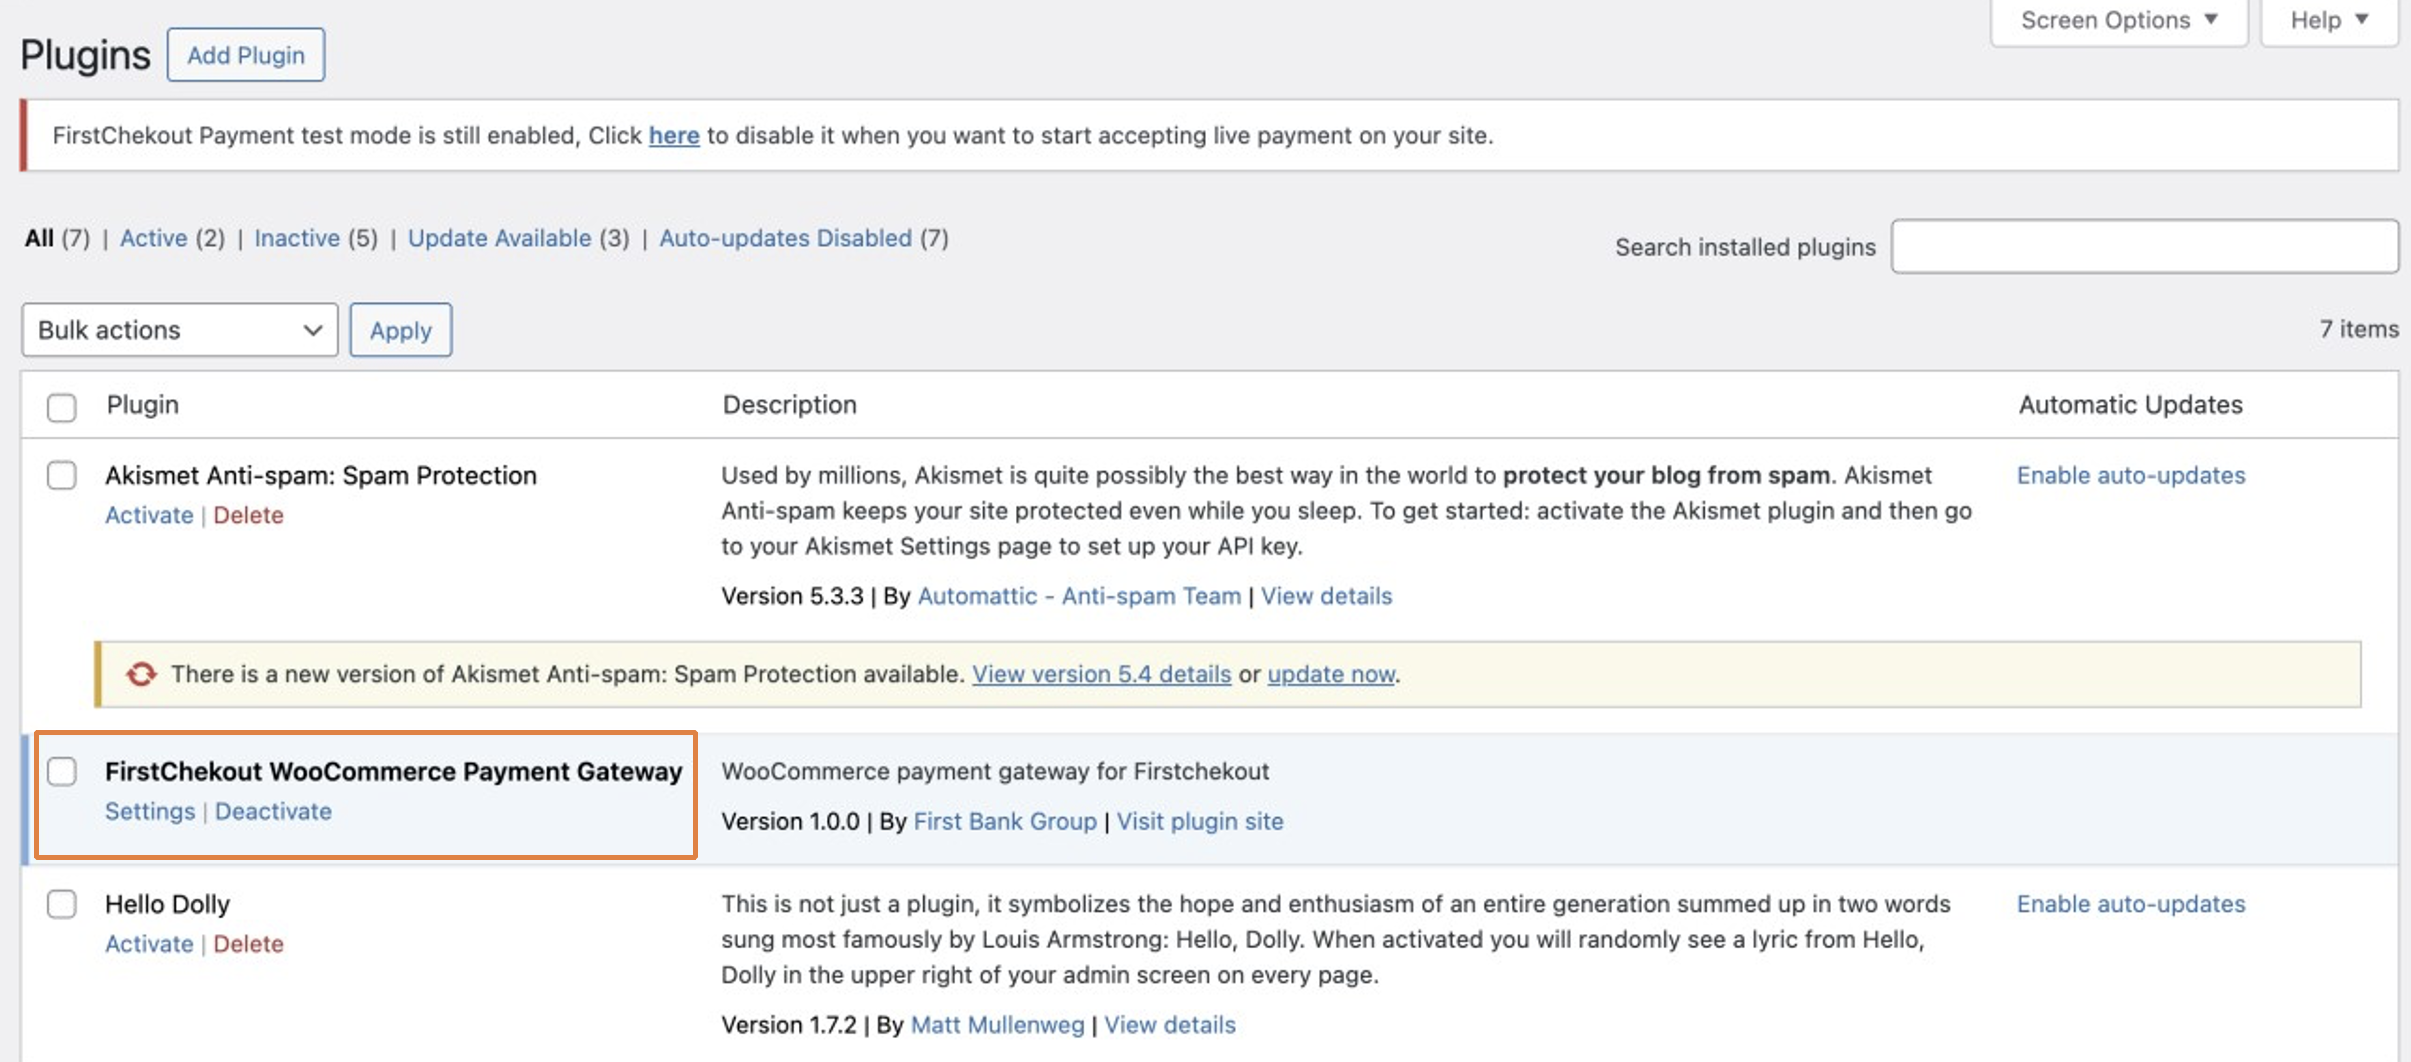 Screen Options ▼
Help ▼
Plugins
Add Plugin
FirstChekout Payment test mode is still enabled, Click here to disable it when you want to start accepting live payment on your site.
All (7) | Active (2) | Inactive (5) | Update Available (3) | Auto-updates Disabled (7)
Search installed plugins
Bulk actions
Apply
7 items
Plugin
Description
Automatic Updates
Akismet Anti-spam: Spam Protection
Activate | Delete
Used by millions, Akismet is quite possibly the best way in the world to protect your blog from spam. Akismet
Anti-spam keeps your site protected even while you sleep. To get started: activate the Akismet plugin and then go
to your Akismet Settings page to set up your API key.
Version 5.3.3 | By Automattic - Anti-spam Team | View details
Enable auto-updates
There is a new version of Akismet Anti-spam: Spam Protection available. View version 5.4 details or update now.
FirstChekout WooCommerce Payment Gateway
Settings | Deactivate
WooCommerce payment gateway for Firstchekout
Version 1.0.0 | By First Bank Group | Visit plugin site
Hello Dolly
Activate | Delete
This is not just a plugin, it symbolizes the hope and enthusiasm of an entire generation summed up in two words
sung most famously by Louis Armstrong: Hello, Dolly. When activated you will randomly see a lyric from Hello,
Dolly in the upper right of your admin screen on every page.
Version 1.7.2 | By Matt Mullenweg | View details
Enable auto-updates